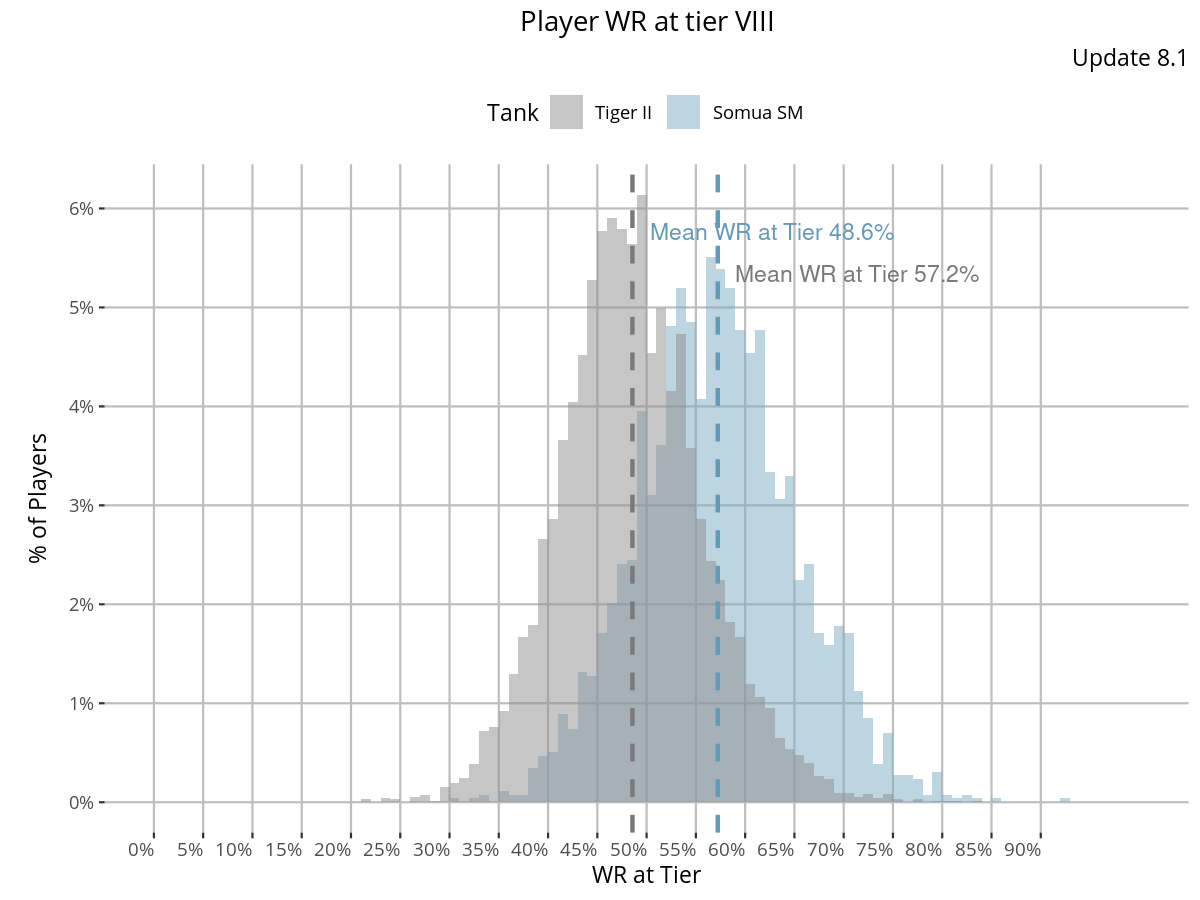 Player WR at tier VIII
Update 8.1
Tank Tiger II Somua SM
6%
5%
4%
3%
2%
1%
0%
% of Players
Mean WR at Tier 48.6%
Mean WR at Tier 57.2%
0% 5% 10% 15% 20% 25% 30% 35% 40% 45% 50% 55% 60% 65% 70% 75% 80% 85% 90%
WR at Tier